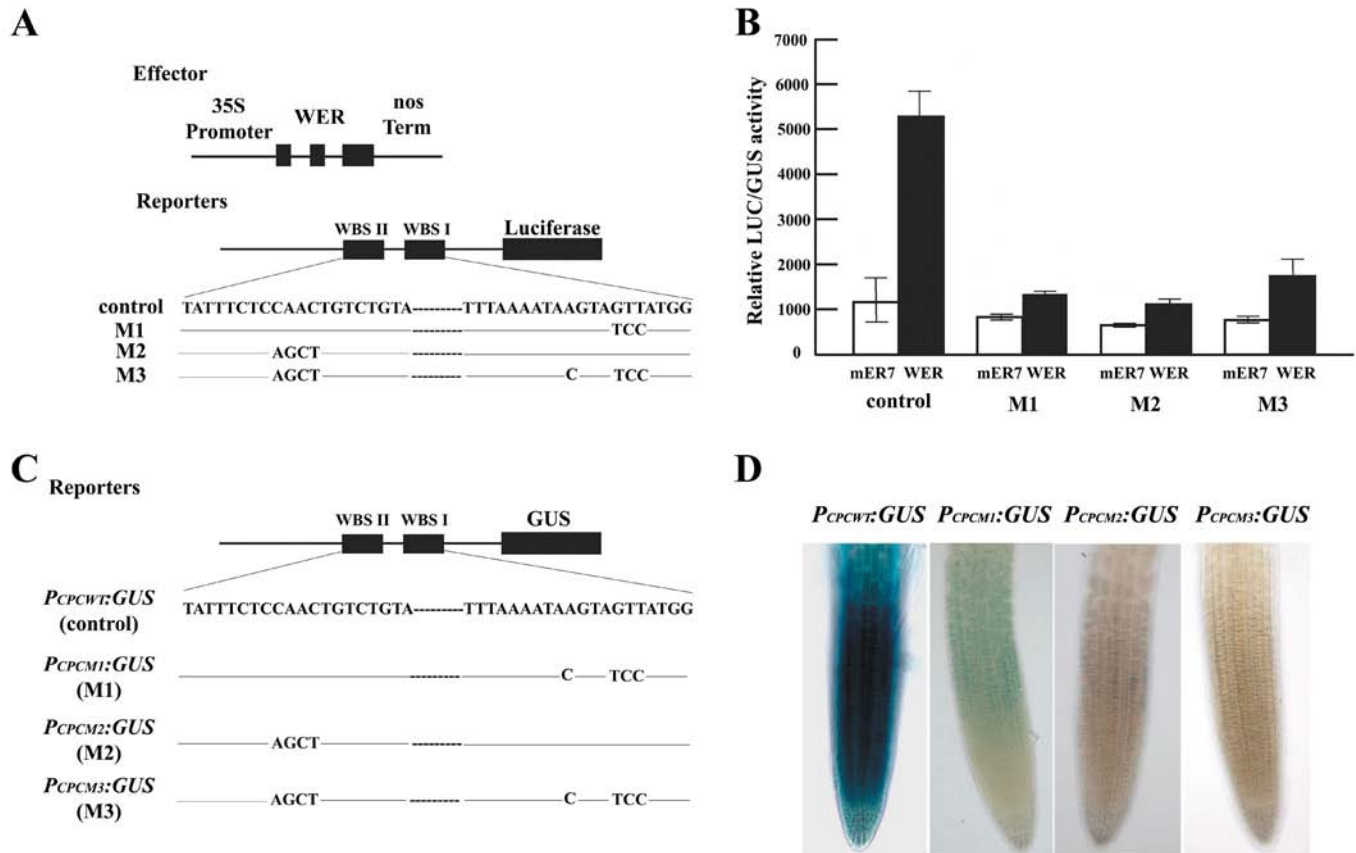 A
Effector
35S Promoter
WER
nos Term
Reporters
WBS II WBS I Luciferase
control TATTTCTCCAACTGTCTGTA---------TTTAAAATAAGTAGTTATGG
M1 --------- TCC
M2 AGCT ---------
M3 AGCT --------- C TCC
B
Relative LUC/GUS activity
7000
6000
5000
4000
3000
2000
1000
0
mER7 WER mER7 WER mER7 WER mER7 WER
control M1 M2 M3
C
Reporters
WBS II WBS I GUS
PCPCWT:GUS
(control)
TATTTCTCCAACTGTCTGTA---------TTTAAAATAAGTAGTTATGG
PCPCM1:GUS
(M1)
--------- C TCC
PCPCM2:GUS
(M2)
AGCT ---------
PCPCM3:GUS
(M3)
AGCT --------- C TCC
D
PCPCWT:GUS PCPCM1:GUS PCPCM2:GUS PCPCM3:GUS